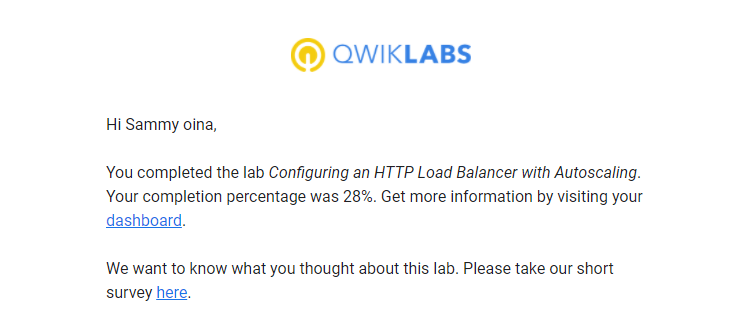 QWIKLABS
Hi Sammy oina,
You completed the lab Configuring an HTTP Load Balancer with Autoscaling.
Your completion percentage was 28%. Get more information by visiting your
dashboard.
We want to know what you thought about this lab. Please take our short
survey here.